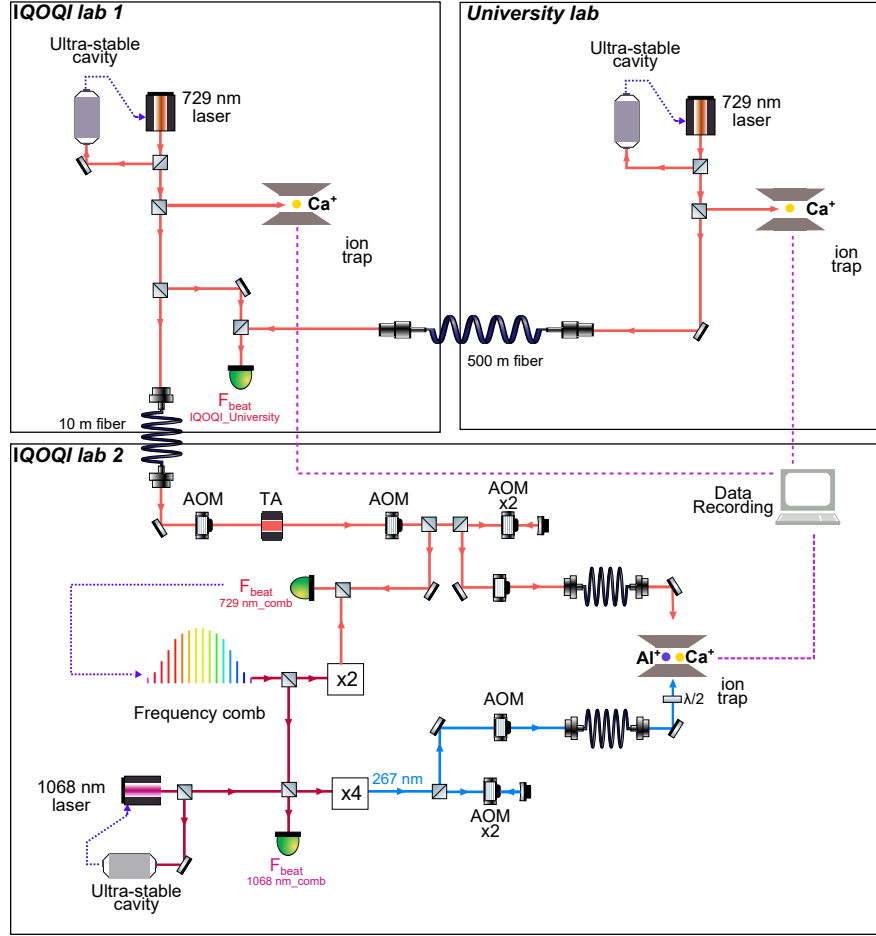 IQOQI lab 1
Ultra-stable
cavity
729 nm
laser
Ca+
ion
trap
F_beat
IQOQI_University
10 m fiber
University lab
Ultra-stable
cavity
729 nm
laser
Ca+
ion
trap
500 m fiber
IQOQI lab 2
AOM
TA
AOM
AOM
x2
Data
Recording
F_beat
729 nm_comb
x2
Frequency comb
Al+
Ca+
ion
trap
λ/2
AOM
1068 nm
laser
x4
267 nm
AOM
x2
F_beat
1068 nm_comb
Ultra-stable
cavity